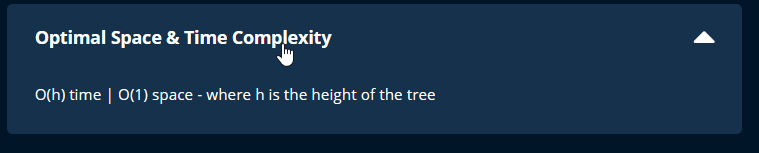 Optimal Space & Time Complexity
O(h) time | O(1) space - where h is the height of the tree